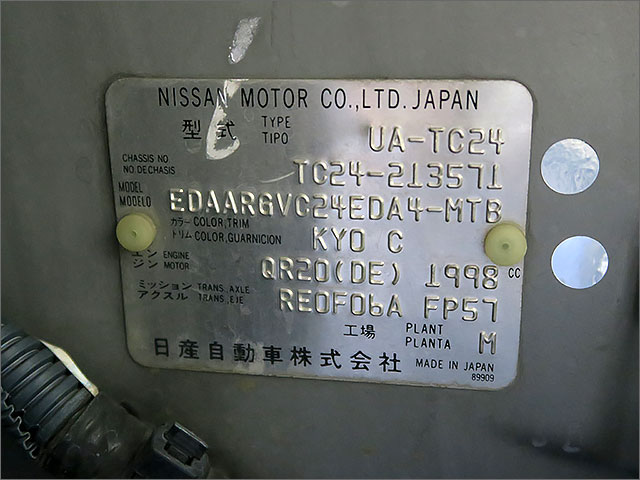 NISSAN MOTOR CO.,LTD. JAPAN
型式 TYPE TIPO UA-TC24
CHASSIS NO. NO DECHASIS TC24-213571
MODEL MODELO EDAARGVC24EDA4-MTB
カラー COLOR,TRIM
トリム COLOR,GUARNICION KY0 C
エンジン ENGINE MOTOR QR20(DE) 1998 CC
ミッション TRANS,AXLE
アクスル TRANS,EJE RE0F06A FP57
工場 PLANT PLANTA M
日産自動車株式会社 MADE IN JAPAN
89909